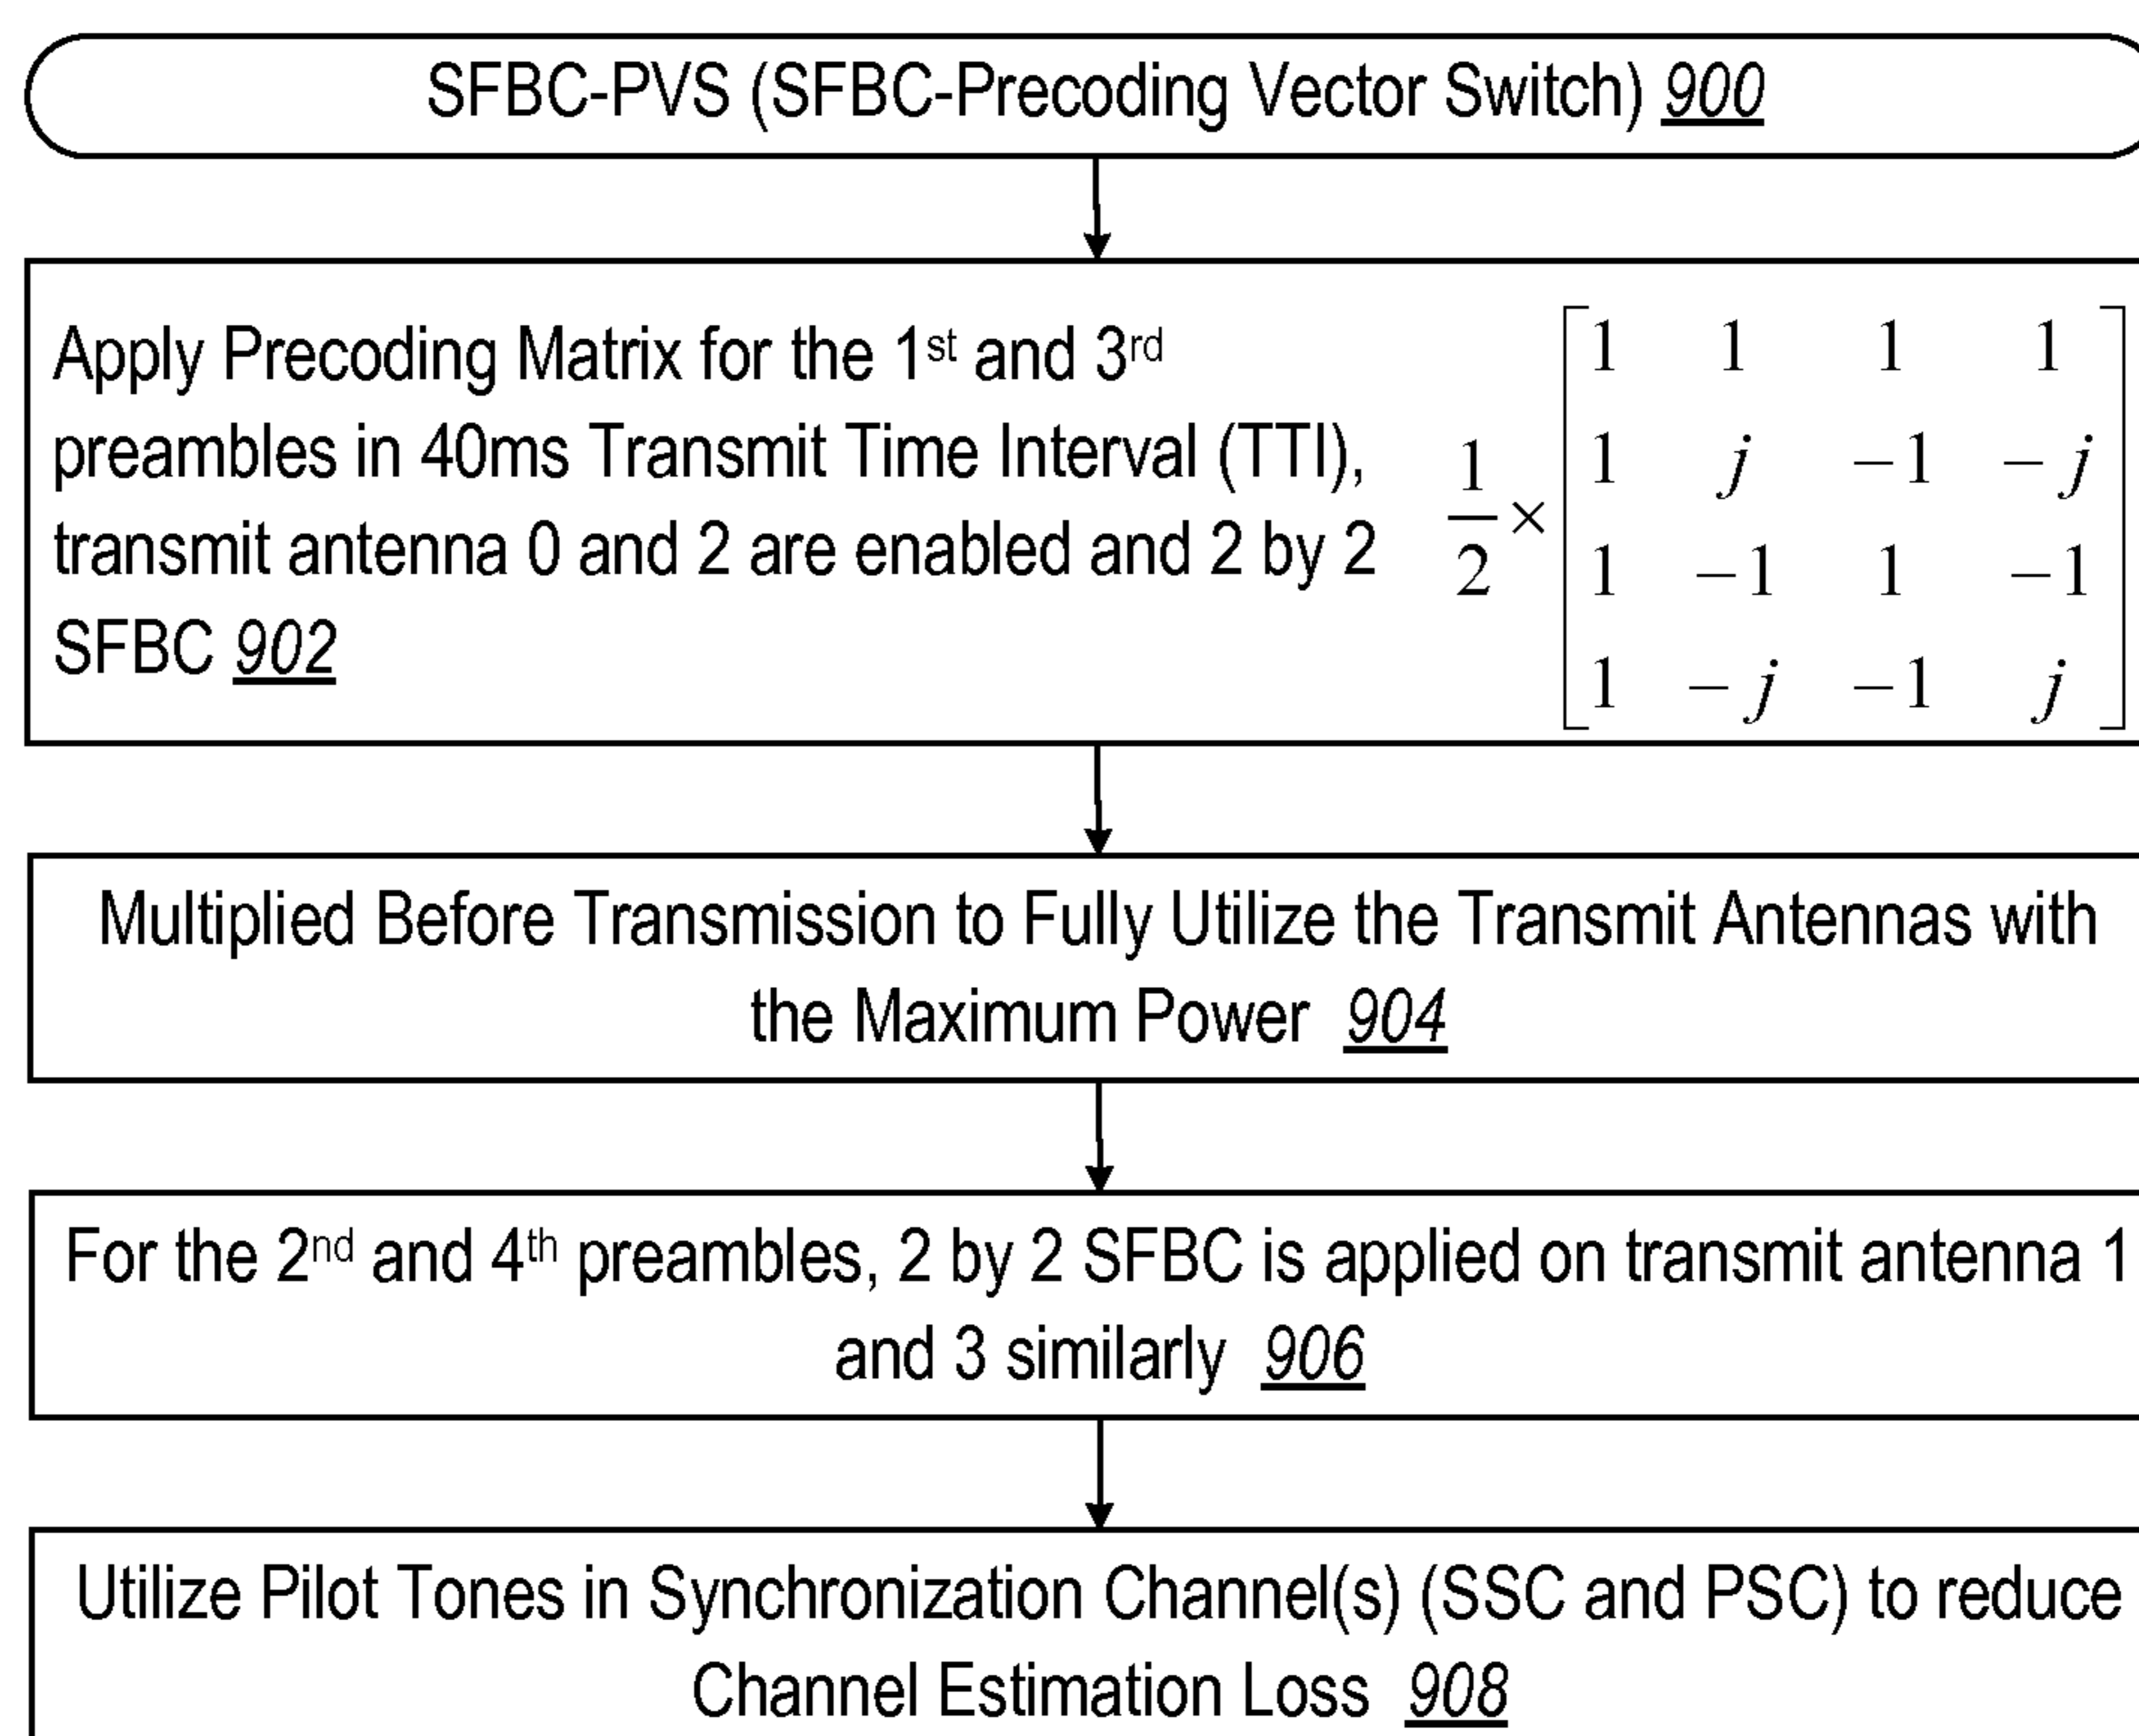 SFBC-PVS (SFBC-Precoding Vector Switch) 900
Apply Precoding Matrix for the 1st and 3rd
preambles in 40ms Transmit Time Interval (TTI),
transmit antenna 0 and 2 are enabled and 2 by 2
SFBC 902
1/2 ×
1 1 1 1
1 j −1 −j
1 −1 1 −1
1 −j −1 j
Multiplied Before Transmission to Fully Utilize the Transmit Antennas with
the Maximum Power 904
For the 2nd and 4th preambles, 2 by 2 SFBC is applied on transmit antenna 1
and 3 similarly 906
Utilize Pilot Tones in Synchronization Channel(s) (SSC and PSC) to reduce
Channel Estimation Loss 908